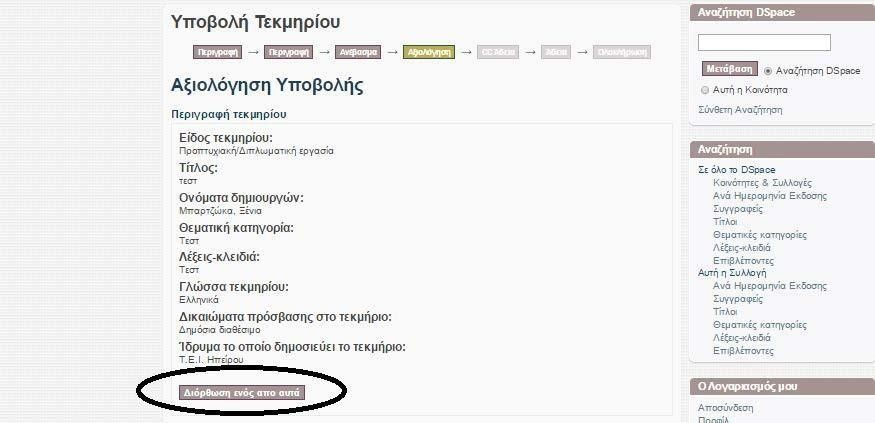 Υποβολή Τεκμηρίου
Περιγραφή → Περιγραφή → Ανέβασμα → Αξιολόγηση → CC Άδεια → Άδεια → Ολοκλήρωση
Αξιολόγηση Υποβολής
Περιγραφή τεκμηρίου
Είδος τεκμηρίου:
Προπτυχιακή/Διπλωματική εργασία
Τίτλος:
τεστ
Ονόματα δημιουργών:
Μπαρτζώκα, Ξένια
Θεματική κατηγορία:
Τεστ
Λέξεις-κλειδιά:
Τεστ
Γλώσσα τεκμηρίου:
Ελληνικά
Δικαιώματα πρόσβασης στο τεκμήριο:
Δημόσια διαθέσιμο
Ίδρυμα το οποίο δημοσιεύει το τεκμήριο:
Τ.Ε.Ι. Ηπείρου
Διόρθωση ενός απο αυτά
Αναζήτηση DSpace
Μετάβαση
Αναζήτηση DSpace
Αυτή η Κοινότητα
Σύνθετη Αναζήτηση
Αναζήτηση
Σε όλο το DSpace
Κοινότητες & Συλλογές
Ανά Ημερομηνία Εκδοσης
Συγγραφείς
Τίτλοι
Θεματικές κατηγορίες
Λέξεις-κλειδιά
Επιβλέποντες
Αυτή η Συλλογή
Ανά Ημερομηνία Εκδοσης
Συγγραφείς
Τίτλοι
Θεματικές κατηγορίες
Λέξεις-κλειδιά
Επιβλέποντες
Ο Λογαριασμός μου
Αποσύνδεση
Προφίλ